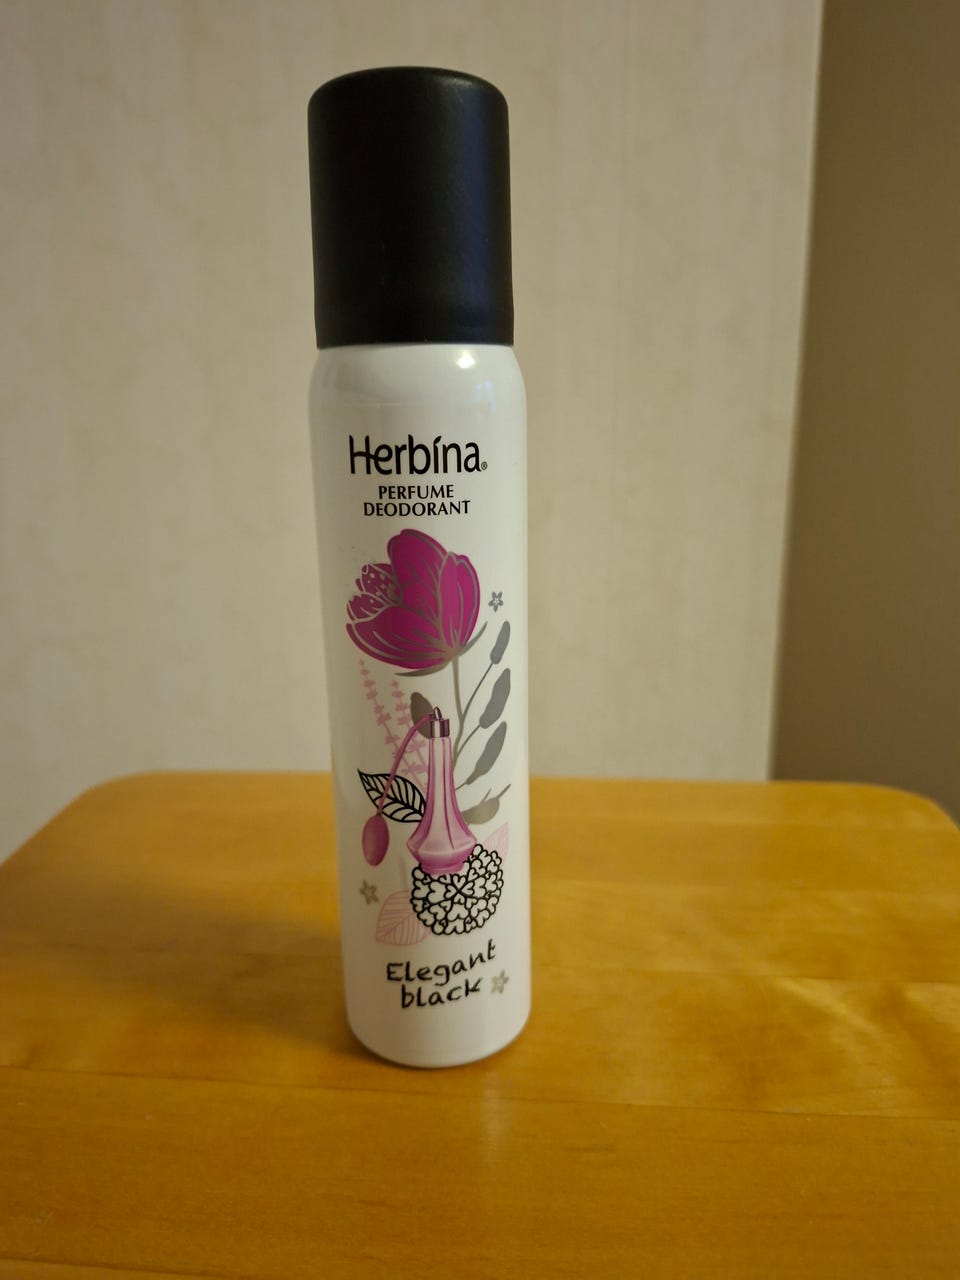 Herbína®
PERFUME
DEODORANT
Elegant
black